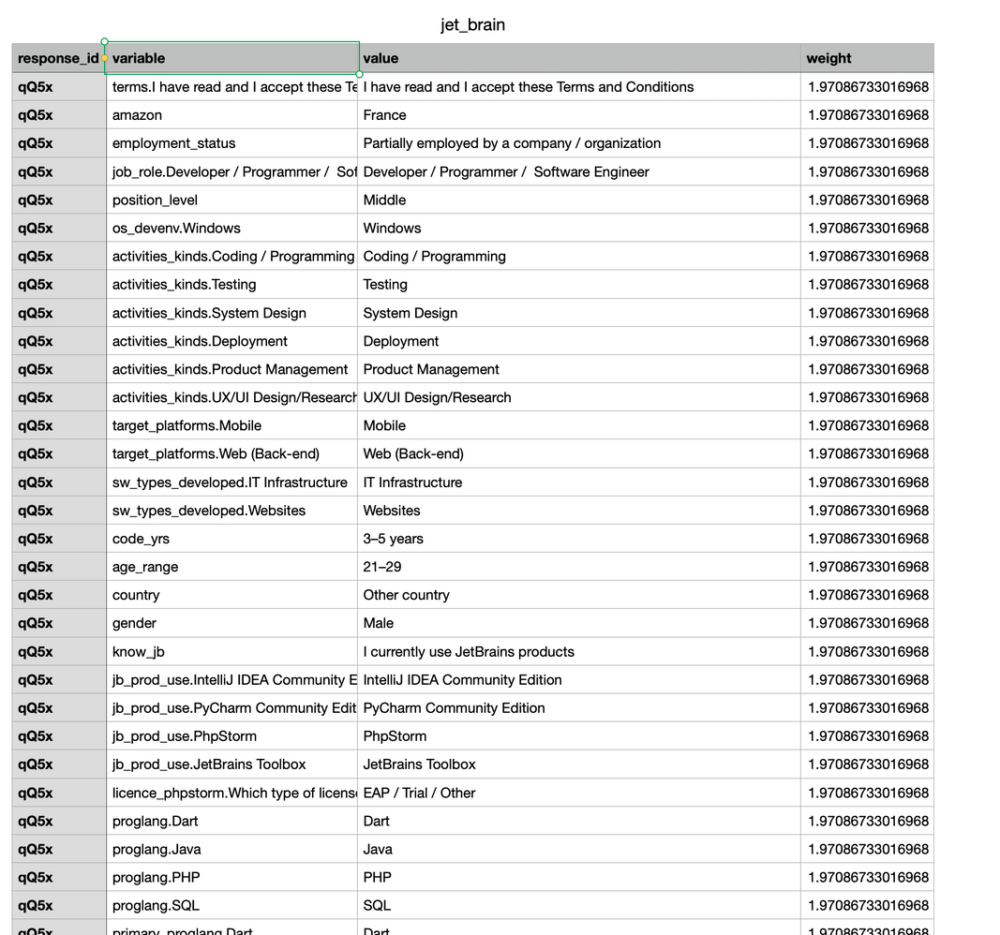 jet_brain
response_id variable value weight
qQ5x terms.I have read and I accept these Te I have read and I accept these Terms and Conditions 1.97086733016968
qQ5x amazon France 1.97086733016968
qQ5x employment_status Partially employed by a company / organization 1.97086733016968
qQ5x job_role.Developer / Programmer /  Sof Developer / Programmer /  Software Engineer 1.97086733016968
qQ5x position_level Middle 1.97086733016968
qQ5x os_devenv.Windows Windows 1.97086733016968
qQ5x activities_kinds.Coding / Programming Coding / Programming 1.97086733016968
qQ5x activities_kinds.Testing Testing 1.97086733016968
qQ5x activities_kinds.System Design System Design 1.97086733016968
qQ5x activities_kinds.Deployment Deployment 1.97086733016968
qQ5x activities_kinds.Product Management Product Management 1.97086733016968
qQ5x activities_kinds.UX/UI Design/Research UX/UI Design/Research 1.97086733016968
qQ5x target_platforms.Mobile Mobile 1.97086733016968
qQ5x target_platforms.Web (Back-end) Web (Back-end) 1.97086733016968
qQ5x sw_types_developed.IT Infrastructure IT Infrastructure 1.97086733016968
qQ5x sw_types_developed.Websites Websites 1.97086733016968
qQ5x code_yrs 3–5 years 1.97086733016968
qQ5x age_range 21–29 1.97086733016968
qQ5x country Other country 1.97086733016968
qQ5x gender Male 1.97086733016968
qQ5x know_jb I currently use JetBrains products 1.97086733016968
qQ5x jb_prod_use.IntelliJ IDEA Community E IntelliJ IDEA Community Edition 1.97086733016968
qQ5x jb_prod_use.PyCharm Community Edit PyCharm Community Edition 1.97086733016968
qQ5x jb_prod_use.PhpStorm PhpStorm 1.97086733016968
qQ5x jb_prod_use.JetBrains Toolbox JetBrains Toolbox 1.97086733016968
qQ5x licence_phpstorm.Which type of license EAP / Trial / Other 1.97086733016968
qQ5x proglang.Dart Dart 1.97086733016968
qQ5x proglang.Java Java 1.97086733016968
qQ5x proglang.PHP PHP 1.97086733016968
qQ5x proglang.SQL SQL 1.97086733016968
qQ5x primary_proglang.Dart Dart 1.97086733016968